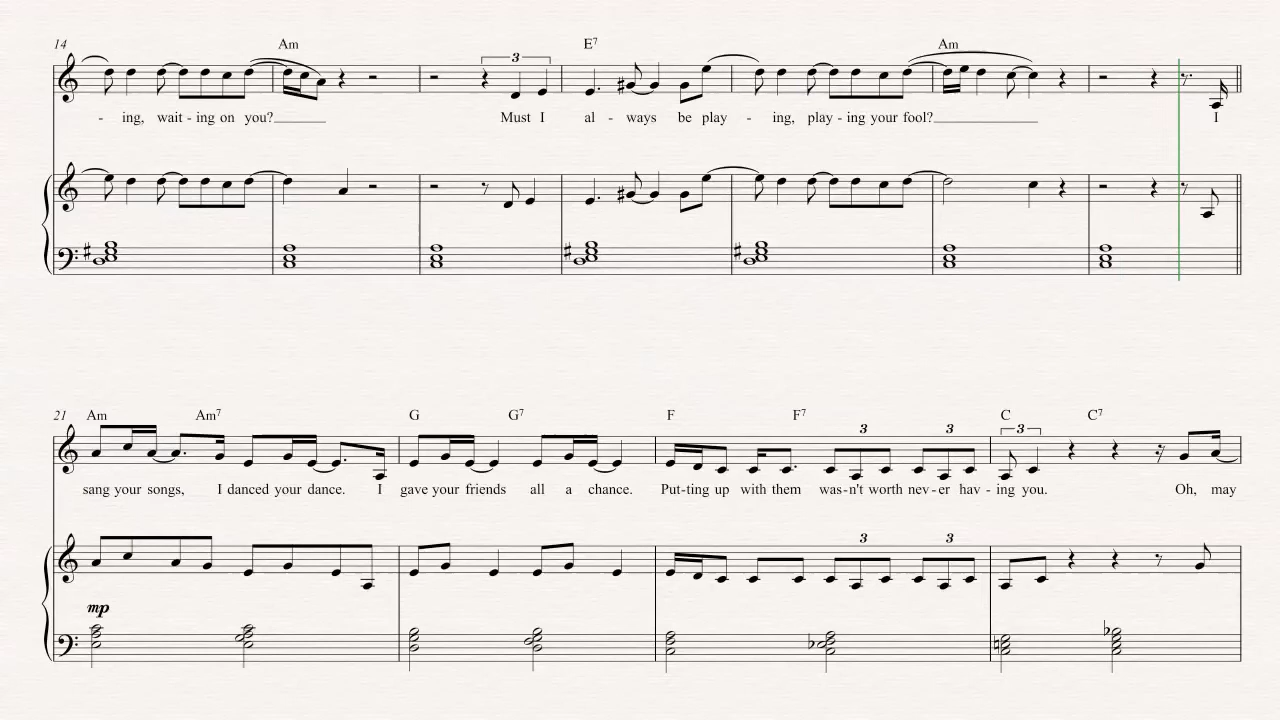 14 Am E7 Am
3
- ing, wait - ing on you? Must I al - ways be play - ing, play - ing your fool? I
21 Am Am7 G G7 F F7 C C7
3 3 3
sang your songs, I danced your dance. I gave your friends all a chance. Put-ting up with them was-n't worth nev-er hav - ing you. Oh, may
3 3
mp